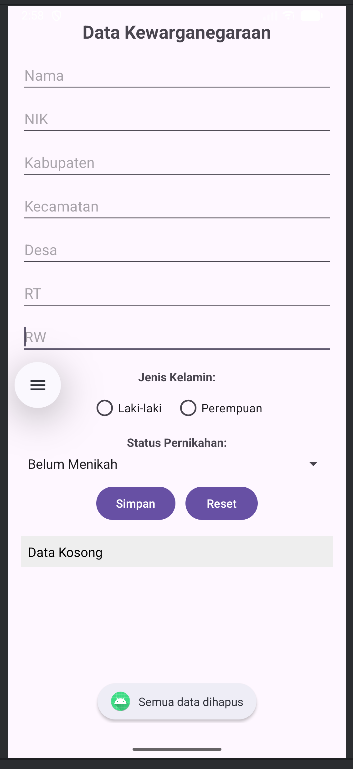 Data Kewarganegaraan
Nama
NIK
Kabupaten
Kecamatan
Desa
RT
RW
Jenis Kelamin:
Laki-laki Perempuan
Status Pernikahan:
Belum Menikah
Simpan Reset
Data Kosong
Semua data dihapus